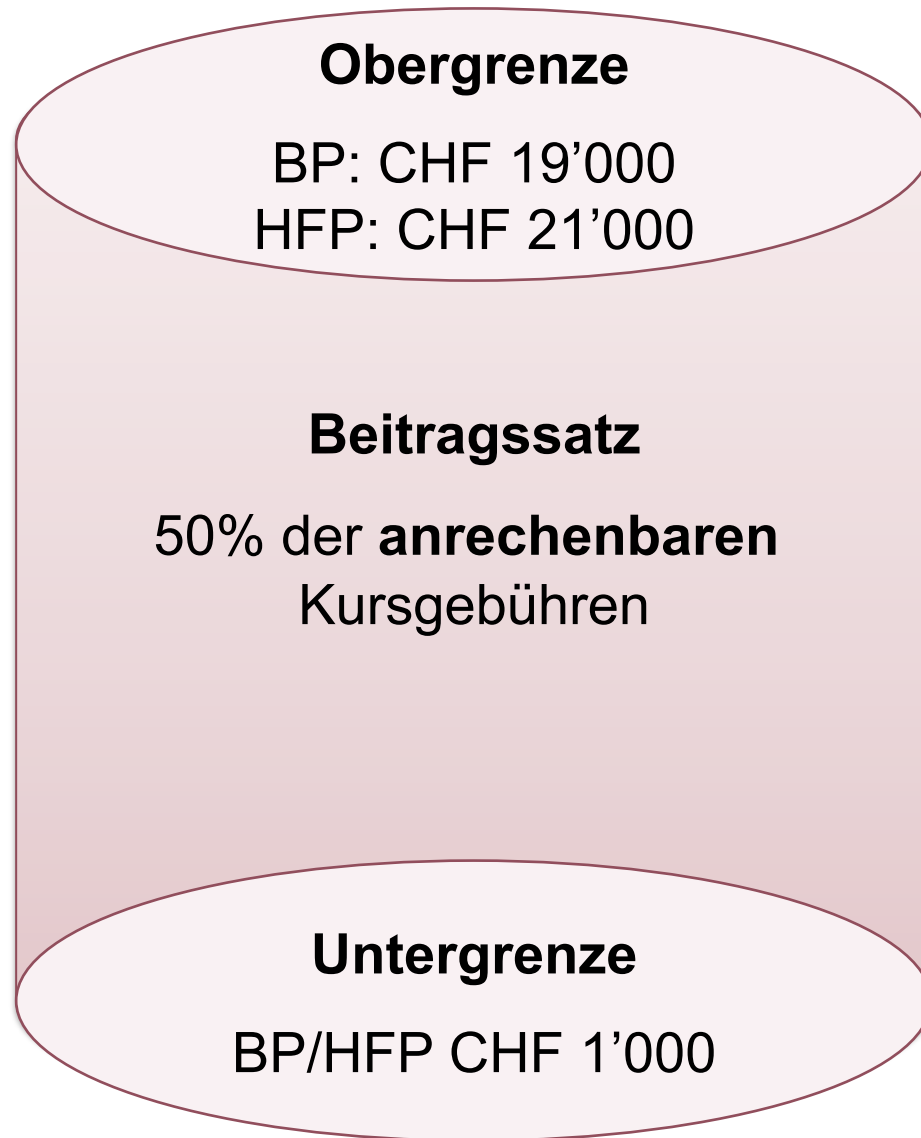 Obergrenze
BP: CHF 19’000
HFP: CHF 21’000
Beitragssatz
50% der anrechenbaren
Kursgebühren
Untergrenze
BP/HFP CHF 1’000